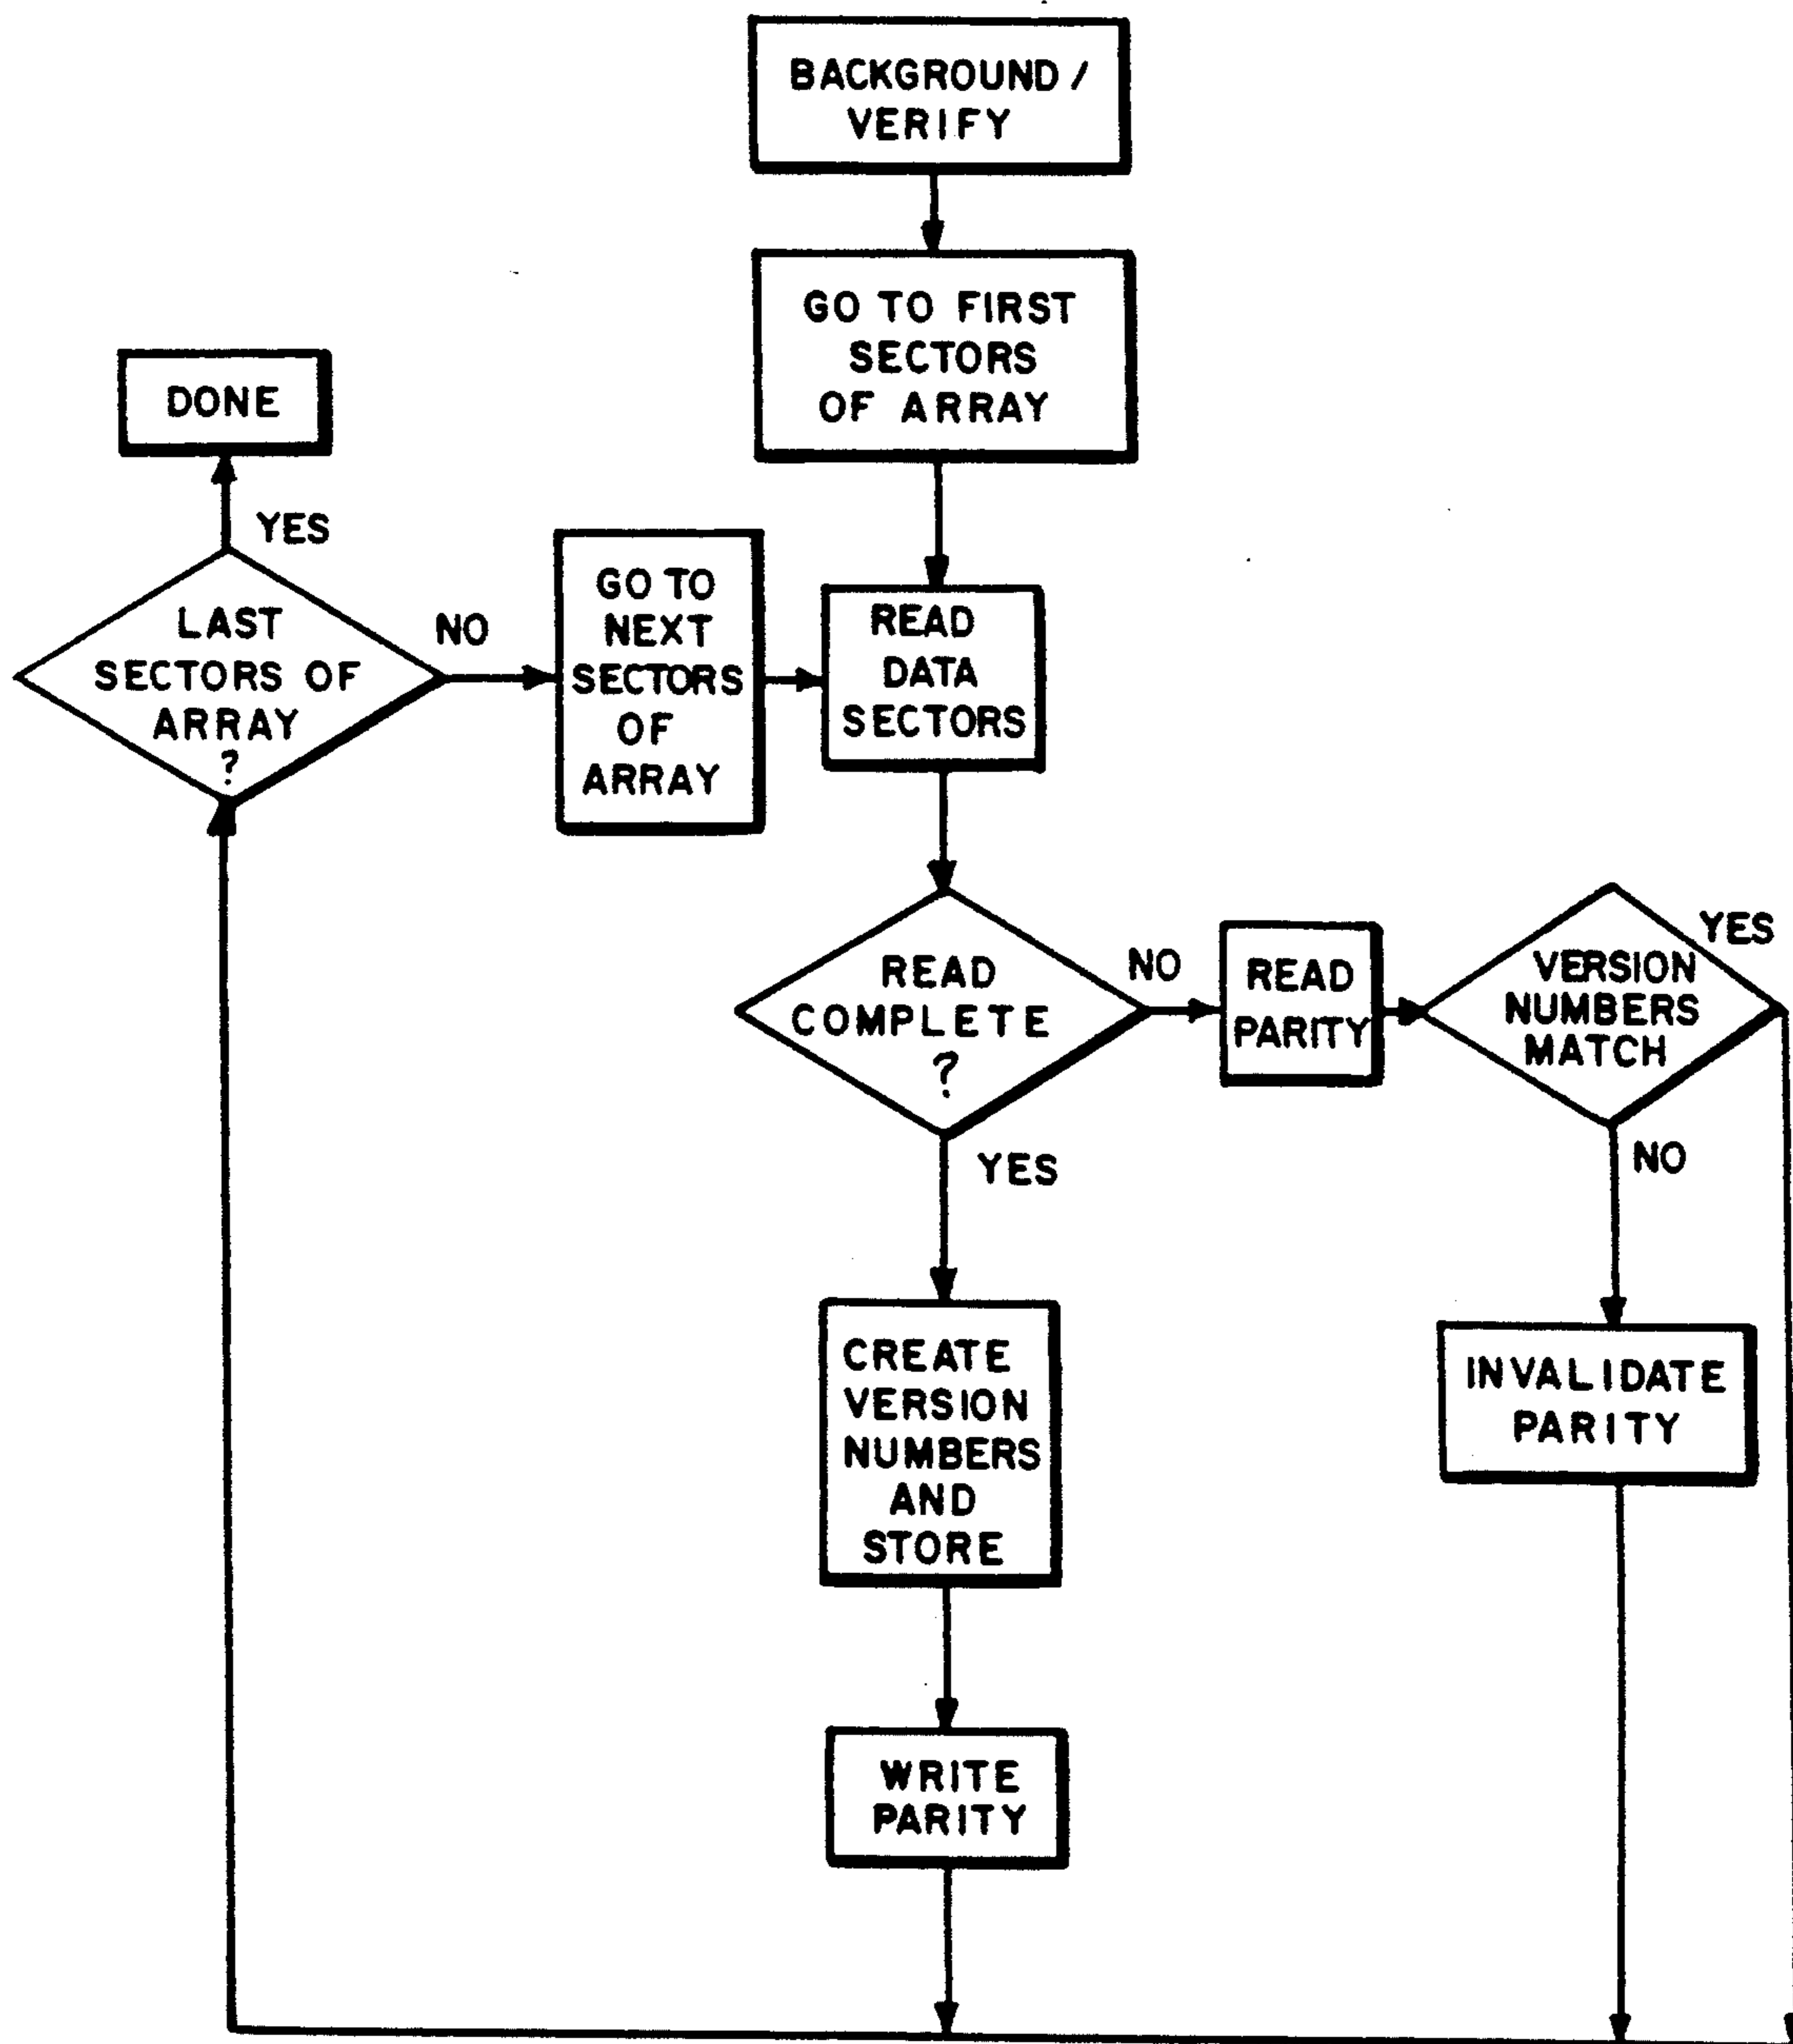 BACKGROUND /
VERIFY
GO TO FIRST
SECTORS
OF ARRAY
DONE
YES
LAST
SECTORS OF
ARRAY
?
NO
GO TO
NEXT
SECTORS
OF
ARRAY
READ
DATA
SECTORS
READ
COMPLETE
?
NO
READ
PARITY
VERSION
NUMBERS
MATCH
YES
NO
INVALIDATE
PARITY
YES
CREATE
VERSION
NUMBERS
AND
STORE
WRITE
PARITY